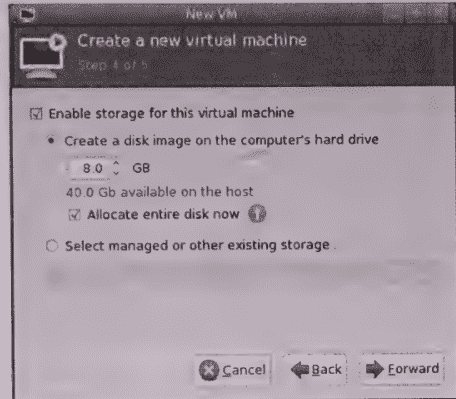 New VM
Create a new virtual machine
Step 4 of 5
Enable storage for this virtual machine
Create a disk image on the computer's hard drive
8.0 GB
40.0 Gb available on the host
Allocate entire disk now
Select managed or other existing storage
Cancel Back Forward